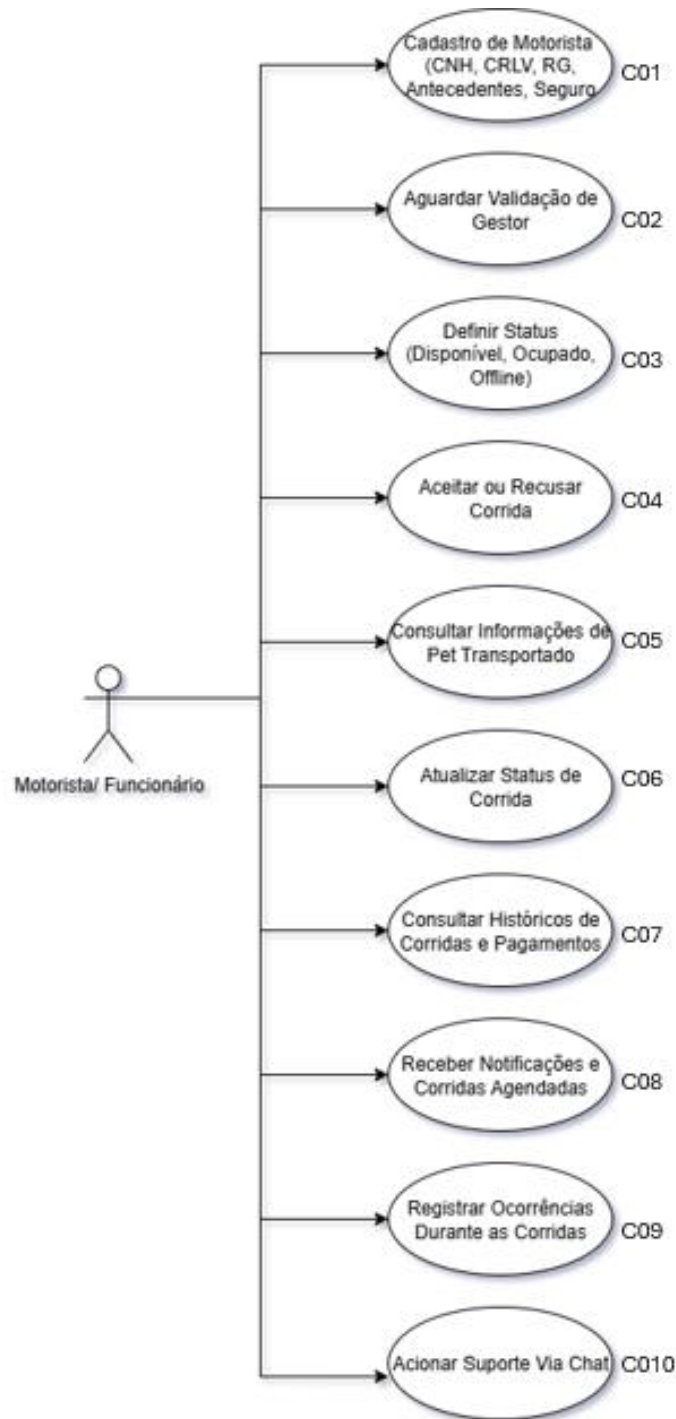 Cadastro de Motorista
(CNH, CRLV, RG,
Antecedentes, Seguro
C01
Aguardar Validação de
Gestor
C02
Definir Status
(Disponível, Ocupado,
Offline)
C03
Aceitar ou Recusar
Corrida
C04
Consultar Informações de
Pet Transportado
C05
Motorista/ Funcionário
Atualizar Status de
Corrida
C06
Consultar Históricos de
Corridas e Pagamentos
C07
Receber Notificações e
Corridas Agendadas
C08
Registrar Ocorrências
Durante as Corridas
C09
Acionar Suporte Via Chat
C010